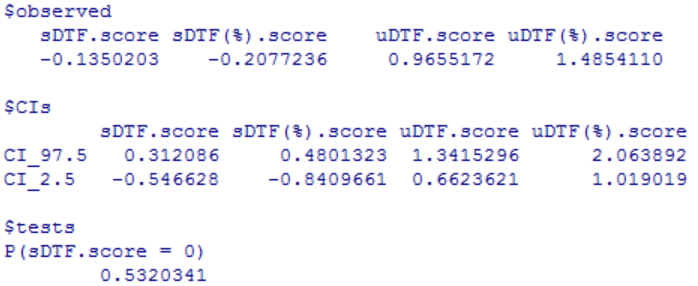 $observed
sDTF.score sDTF(%).score uDTF.score uDTF(%).score
-0.1350203 -0.2077236 0.9655172 1.4854110
$CIs
sDTF.score sDTF(%).score uDTF.score uDTF(%).score
CI_97.5 0.312086 0.4801323 1.3415296 2.063892
CI_2.5 -0.546628 -0.8409661 0.6623621 1.019019
$tests
P(sDTF.score = 0)
0.5320341